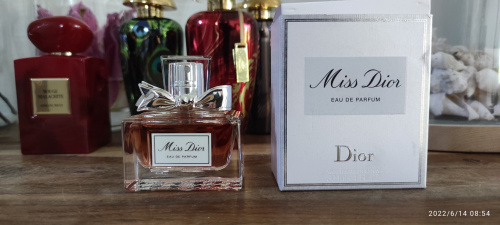 Miss Dior
EAU DE PARFUM
Miss Dior
EAU DE PARFUM
Dior
2022/6/14 08:54